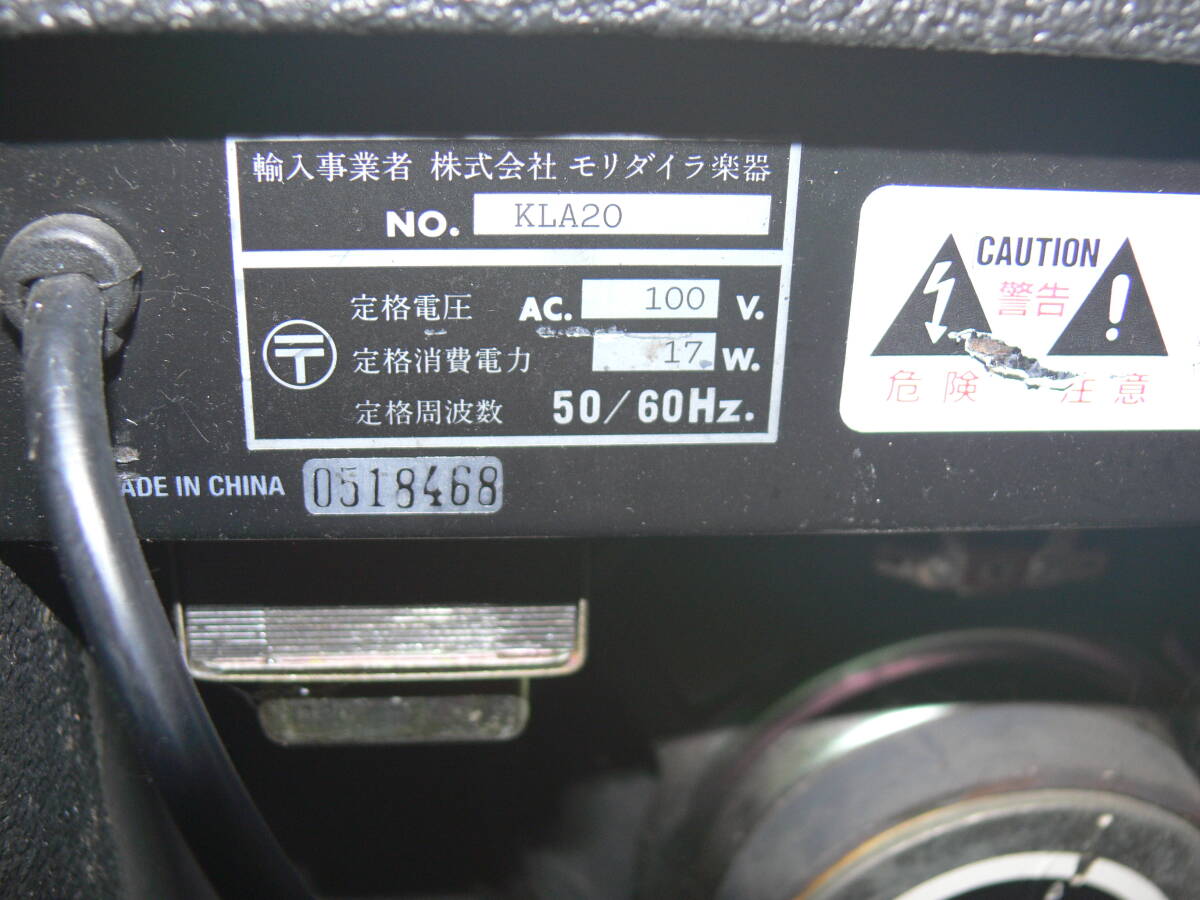 輸入事業者 株式会社 モリダイラ楽器
NO. KLA20
定格電圧 AC. 100 V.
〒
定格消費電力 17 W.
定格周波数 50/60Hz.
ADE IN CHINA 0518468
CAUTION
警告
危険 注意